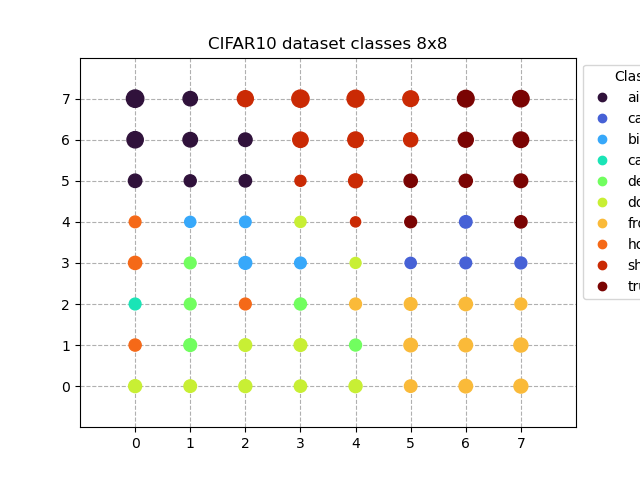 CIFAR10 dataset classes 8x8
Clas
ai
ca
bi
ca
de
do
fro
ho
sh
tru
7
6
5
4
3
2
1
0
0 1 2 3 4 5 6 7